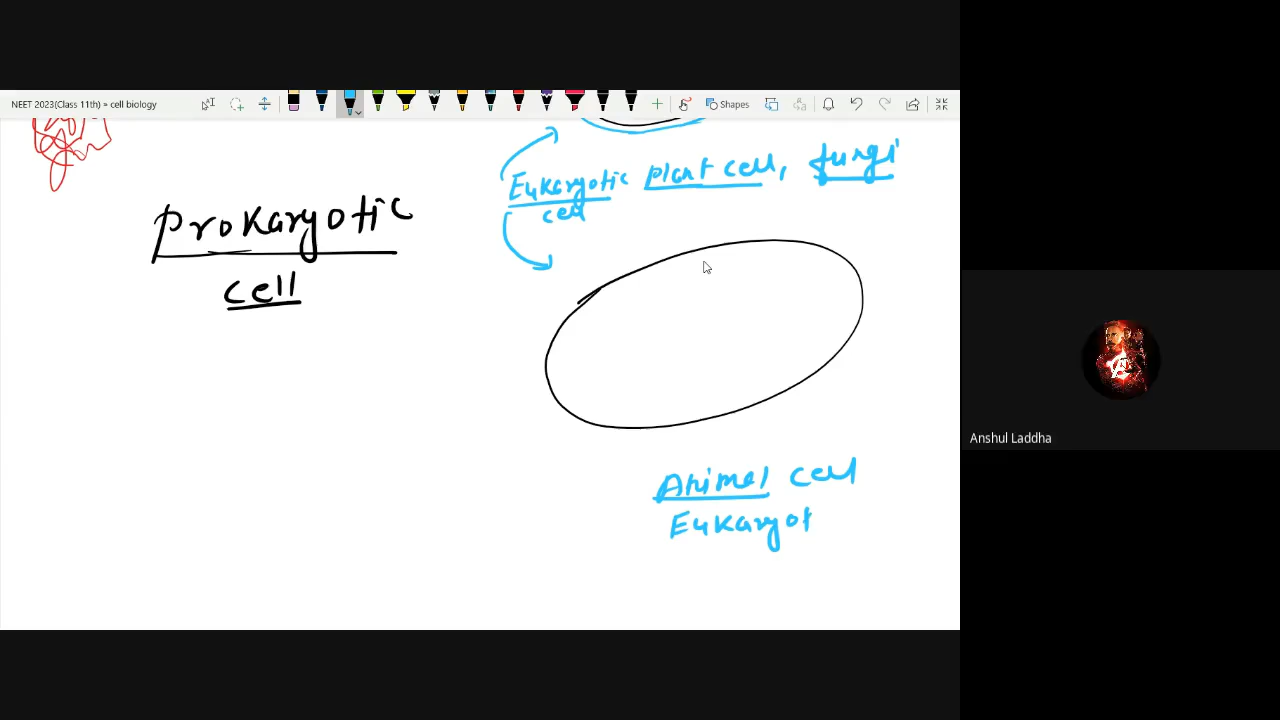 NEET 2023(Class 11th) » cell biology
Shapes
Eukaryotic plant cell, fungi
cell
Prokaryotic
cell
Animal cell
Eukaryot
Anshul Laddha